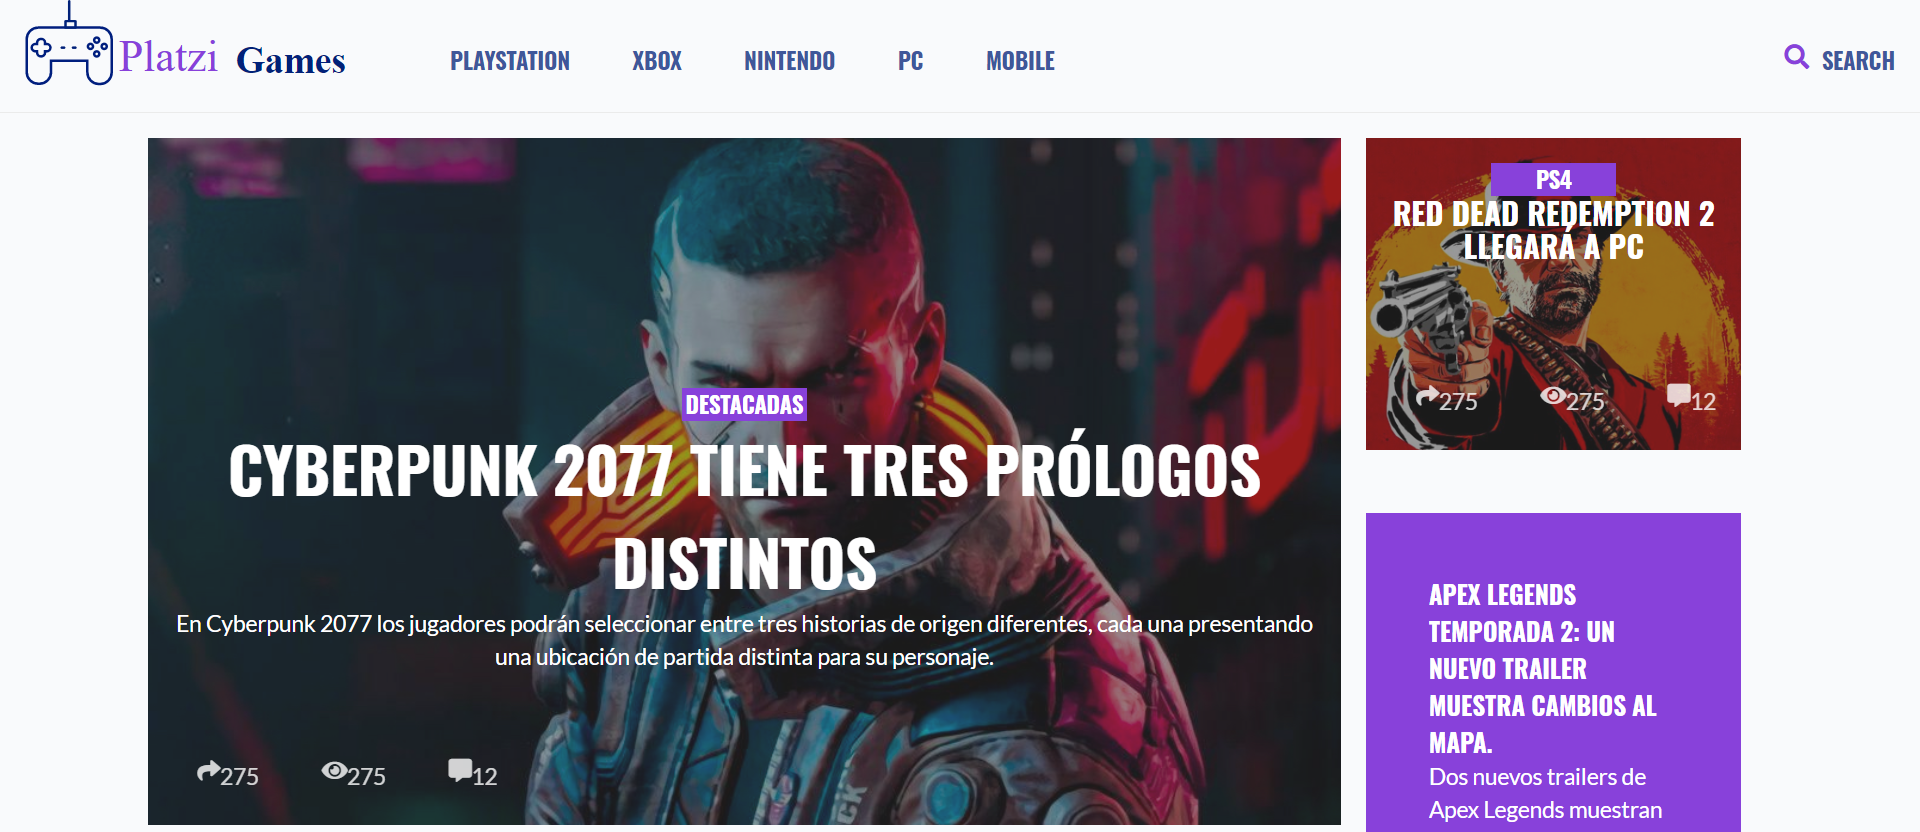 Platzi Games
PLAYSTATION
XBOX
NINTENDO
PC
MOBILE
SEARCH
DESTACADAS
CYBERPUNK 2077 TIENE TRES PRÓLOGOS
DISTINTOS
En Cyberpunk 2077 los jugadores podrán seleccionar entre tres historias de origen diferentes, cada una presentando
una ubicación de partida distinta para su personaje.
275
275
12
PS4
RED DEAD REDEMPTION 2
LLEGARÁ A PC
275
275
12
APEX LEGENDS
TEMPORADA 2: UN
NUEVO TRAILER
MUESTRA CAMBIOS AL
MAPA.
Dos nuevos trailers de
Apex Legends muestran